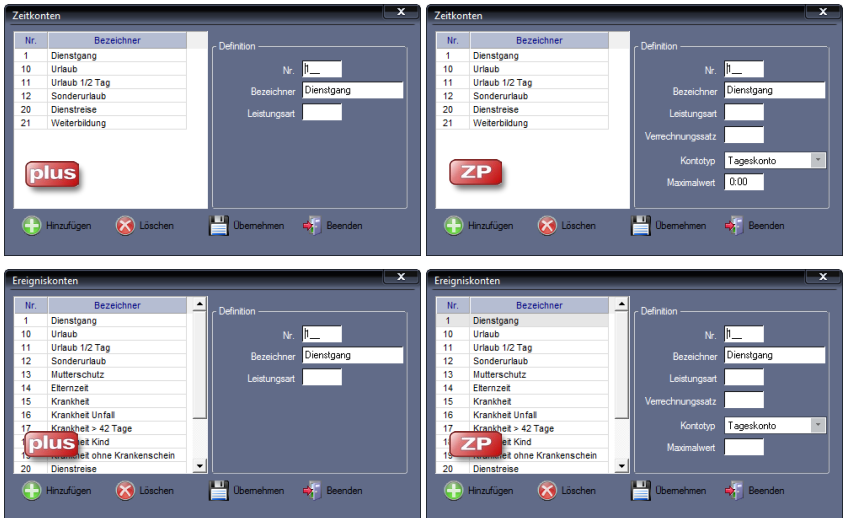 Zeitkonten x
Nr. Bezeichner
1 Dienstgang
10 Urlaub
11 Urlaub 1/2 Tag
12 Sonderurlaub
20 Dienstreise
21 Weiterbildung
plus
Definition
Nr. 1__
Bezeichner Dienstgang
Leistungsart
Hinzufügen Löschen Übernehmen Beenden
Zeitkonten x
Nr. Bezeichner
1 Dienstgang
10 Urlaub
11 Urlaub 1/2 Tag
12 Sonderurlaub
20 Dienstreise
21 Weiterbildung
ZP
Definition
Nr. 1__
Bezeichner Dienstgang
Leistungsart
Verrechnungssatz
Kontotyp Tageskonto
Maximalwert 0:00
Hinzufügen Löschen Übernehmen Beenden
Ereigniskonten x
Nr. Bezeichner
1 Dienstgang
10 Urlaub
11 Urlaub 1/2 Tag
12 Sonderurlaub
13 Mutterschutz
14 Elternzeit
15 Krankheit
16 Krankheit Unfall
17 Krankheit > 42 Tage
plus
Kind
ohne Krankenschein
20 Dienstreise
Definition
Nr. 1__
Bezeichner Dienstgang
Leistungsart
Hinzufügen Löschen Übernehmen Beenden
Ereigniskonten x
Nr. Bezeichner
1 Dienstgang
10 Urlaub
11 Urlaub 1/2 Tag
12 Sonderurlaub
13 Mutterschutz
14 Elternzeit
15 Krankheit
16 Krankheit Unfall
17 Krankheit > 42 Tage
ZP
Kind
ohne Krankenschein
20 Dienstreise
Definition
Nr. 1__
Bezeichner Dienstgang
Leistungsart
Verrechnungssatz
Kontotyp Tageskonto
Maximalwert
Hinzufügen Löschen Übernehmen Beenden